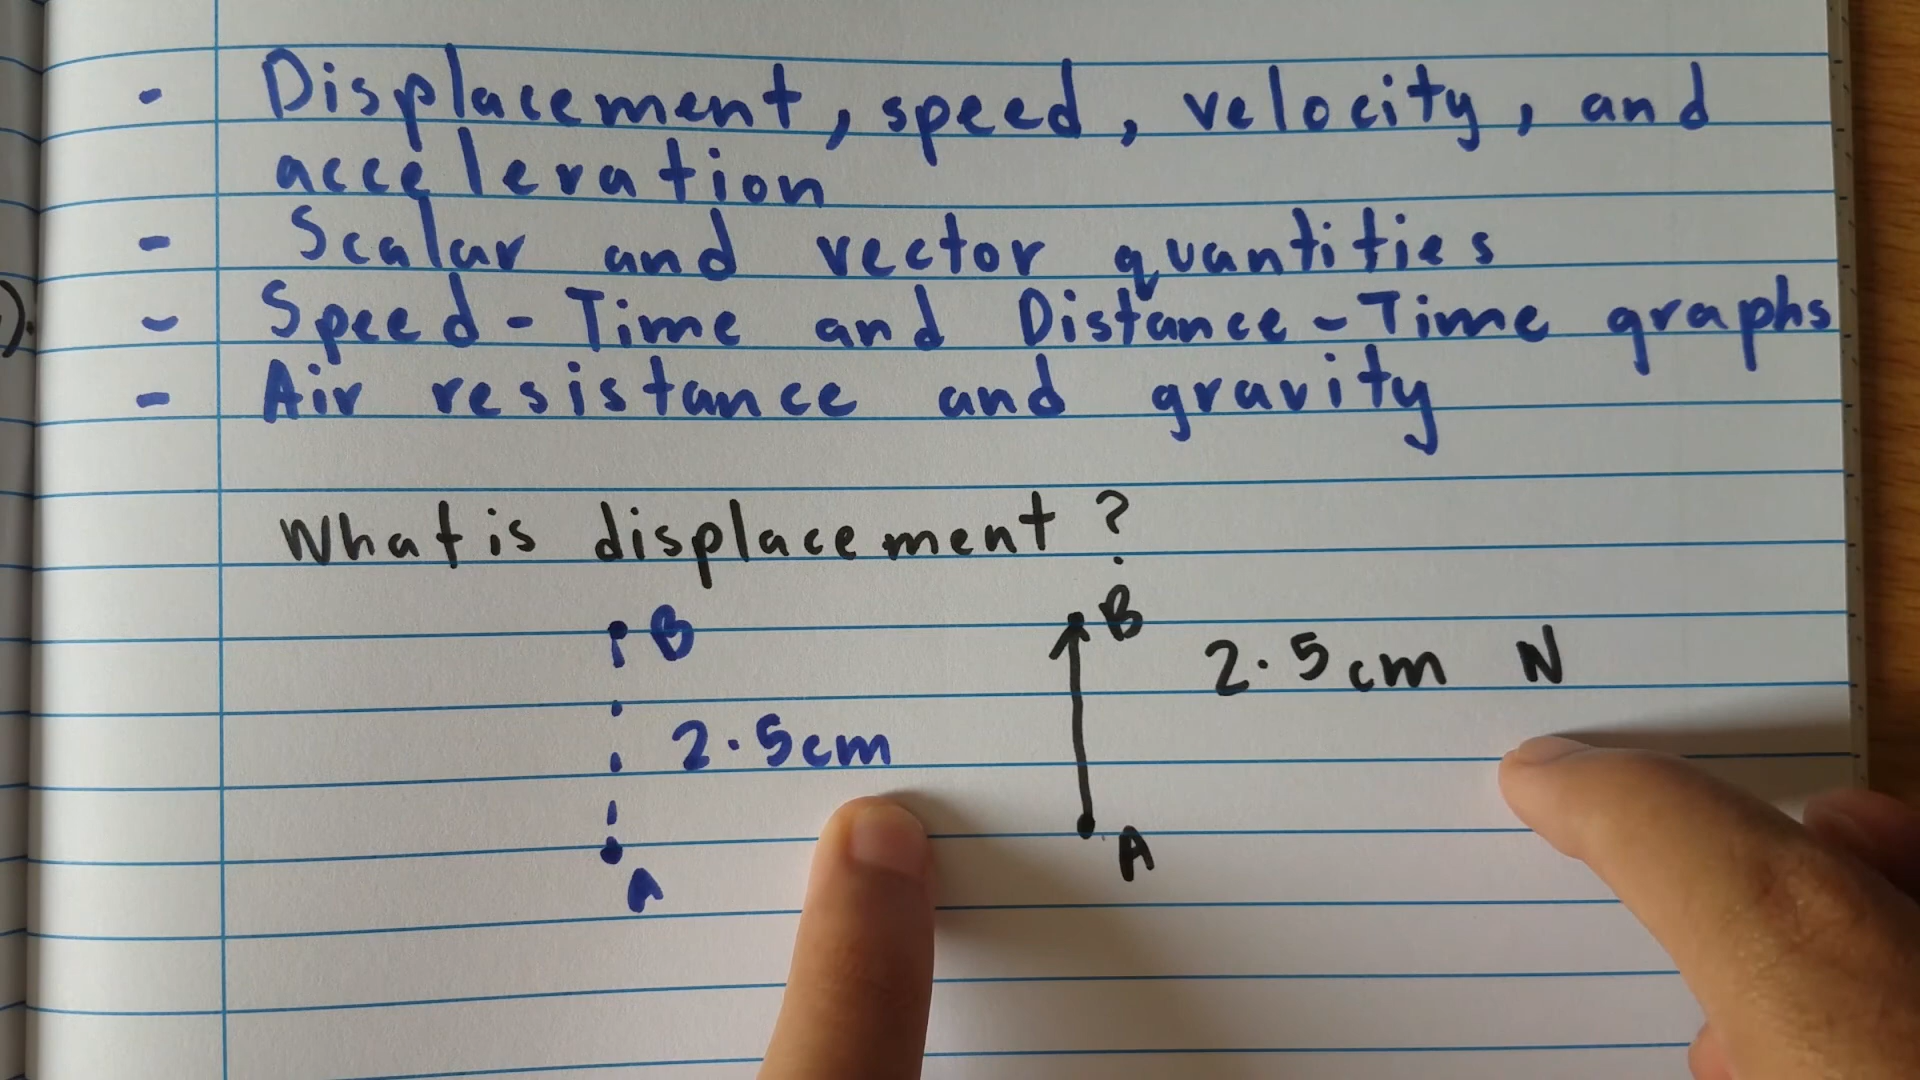 - Displacement, speed, velocity, and
acceleration
- Scalar and vector quantities
- Speed-Time and Distance-Time graphs
- Air resistance and gravity
What is displacement?
B
2.5cm
A
B
2.5cm N
A